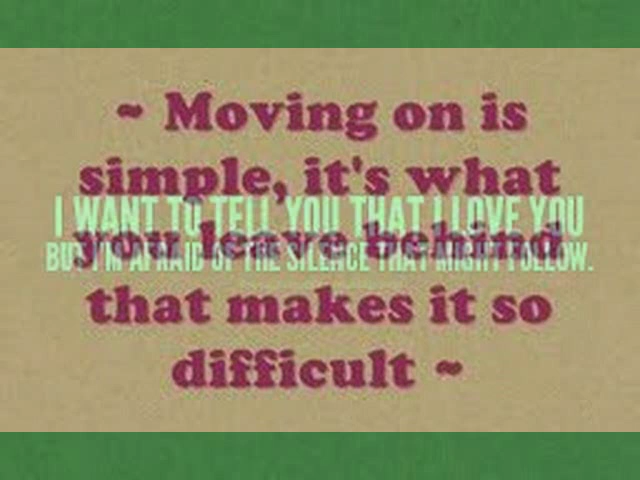 ~ Moving on is
simple, it's what
I WANT TO TELL YOU THAT I LOVE YOU
you leave behind
BUT I'M AFRAID OF THE SILENCE THAT MIGHT FOLLOW.
that makes it so
difficult ~